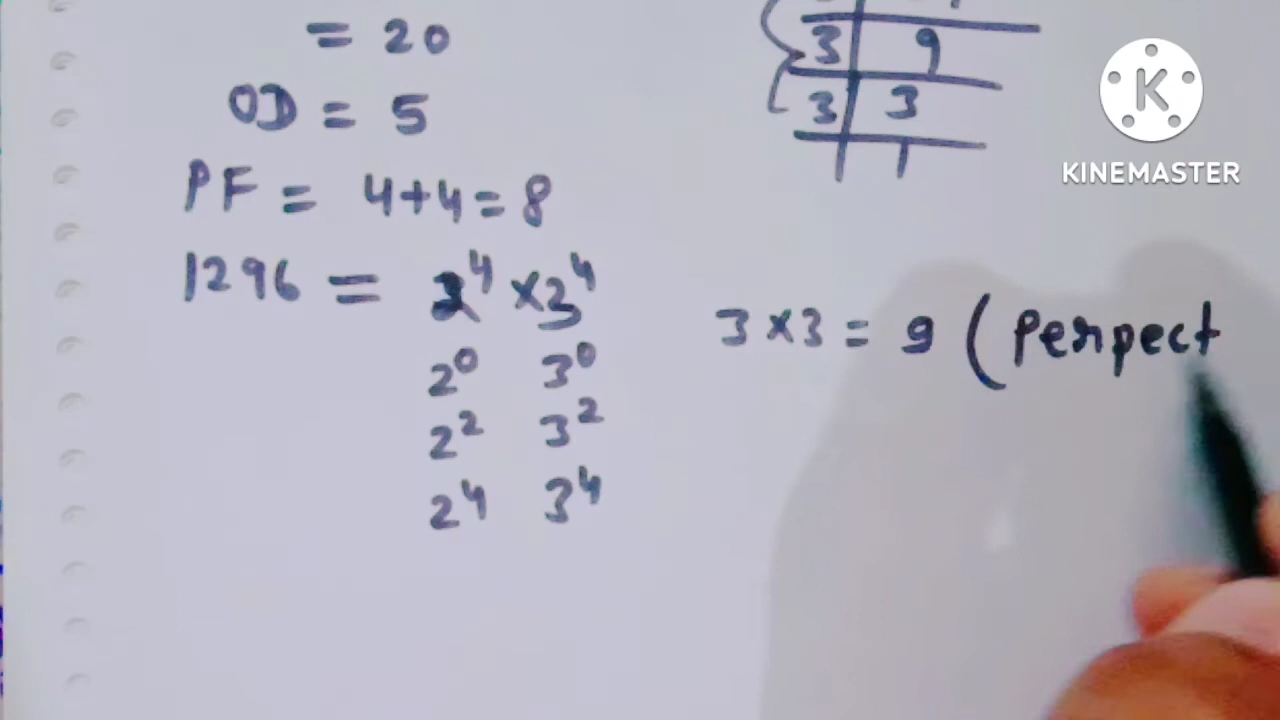 = 20
OD = 5
PF = 4+4=8
1296 = 2⁴ × 3⁴
2⁰ 3⁰
2² 3²
2⁴ 3⁴
3 9
3 3
1
3 × 3 = 9 (Perpect
K
KINEMASTER